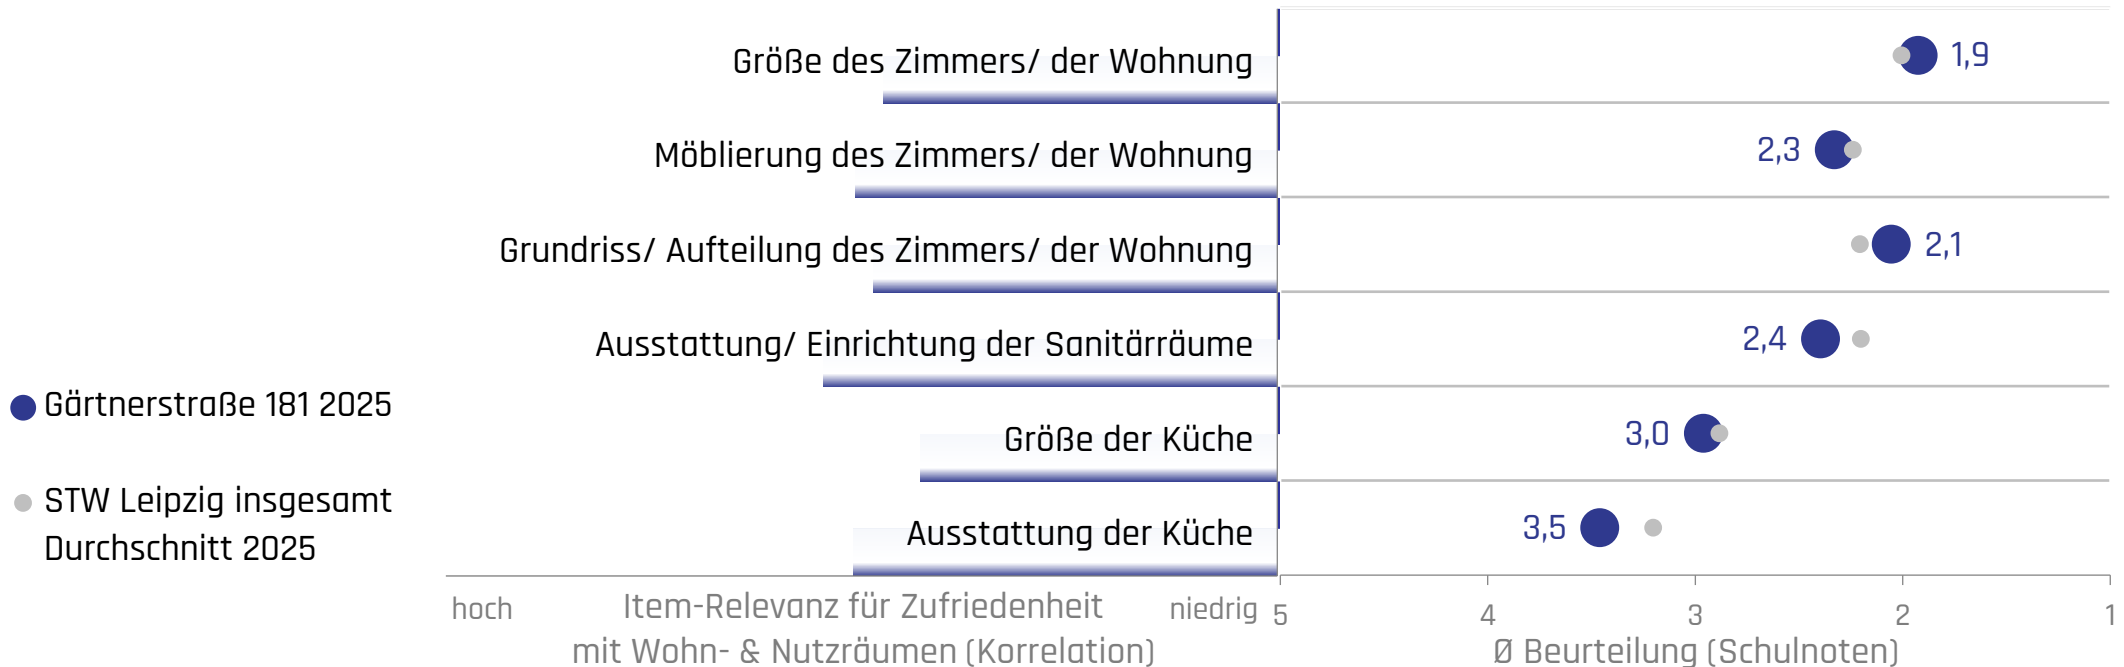 Größe des Zimmers/ der Wohnung
1,9
Möblierung des Zimmers/ der Wohnung
2,3
Grundriss/ Aufteilung des Zimmers/ der Wohnung
2,1
Ausstattung/ Einrichtung der Sanitärräume
2,4
Größe der Küche
3,0
Ausstattung der Küche
3,5
Gärtnerstraße 181 2025
STW Leipzig insgesamt
Durchschnitt 2025
hoch
Item-Relevanz für Zufriedenheit
mit Wohn- & Nutzräumen (Korrelation)
niedrig
5 4 3 2 1
Ø Beurteilung (Schulnoten)